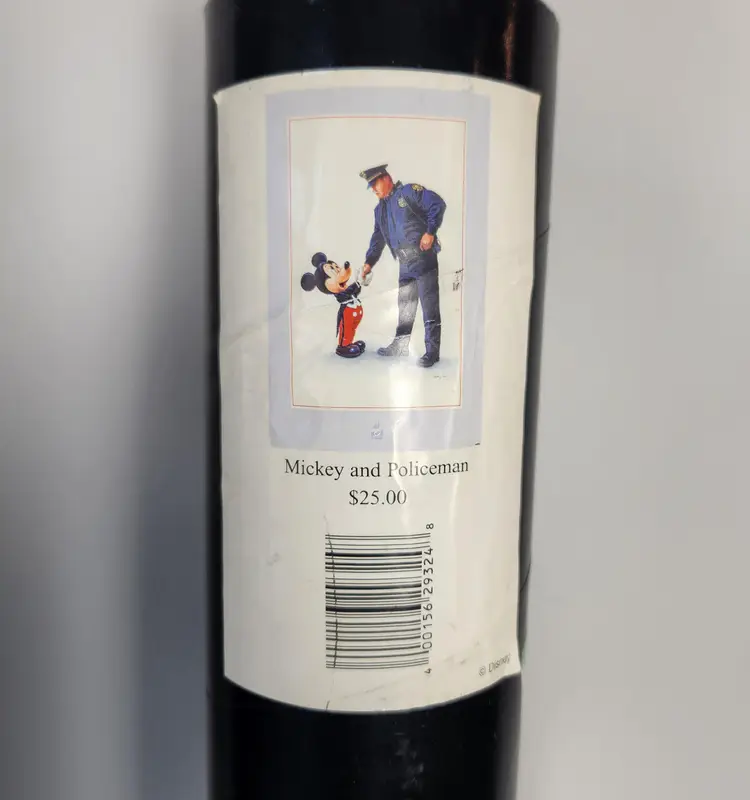 Mickey and Policeman
$25.00
4 00156 29324 8
© Disney